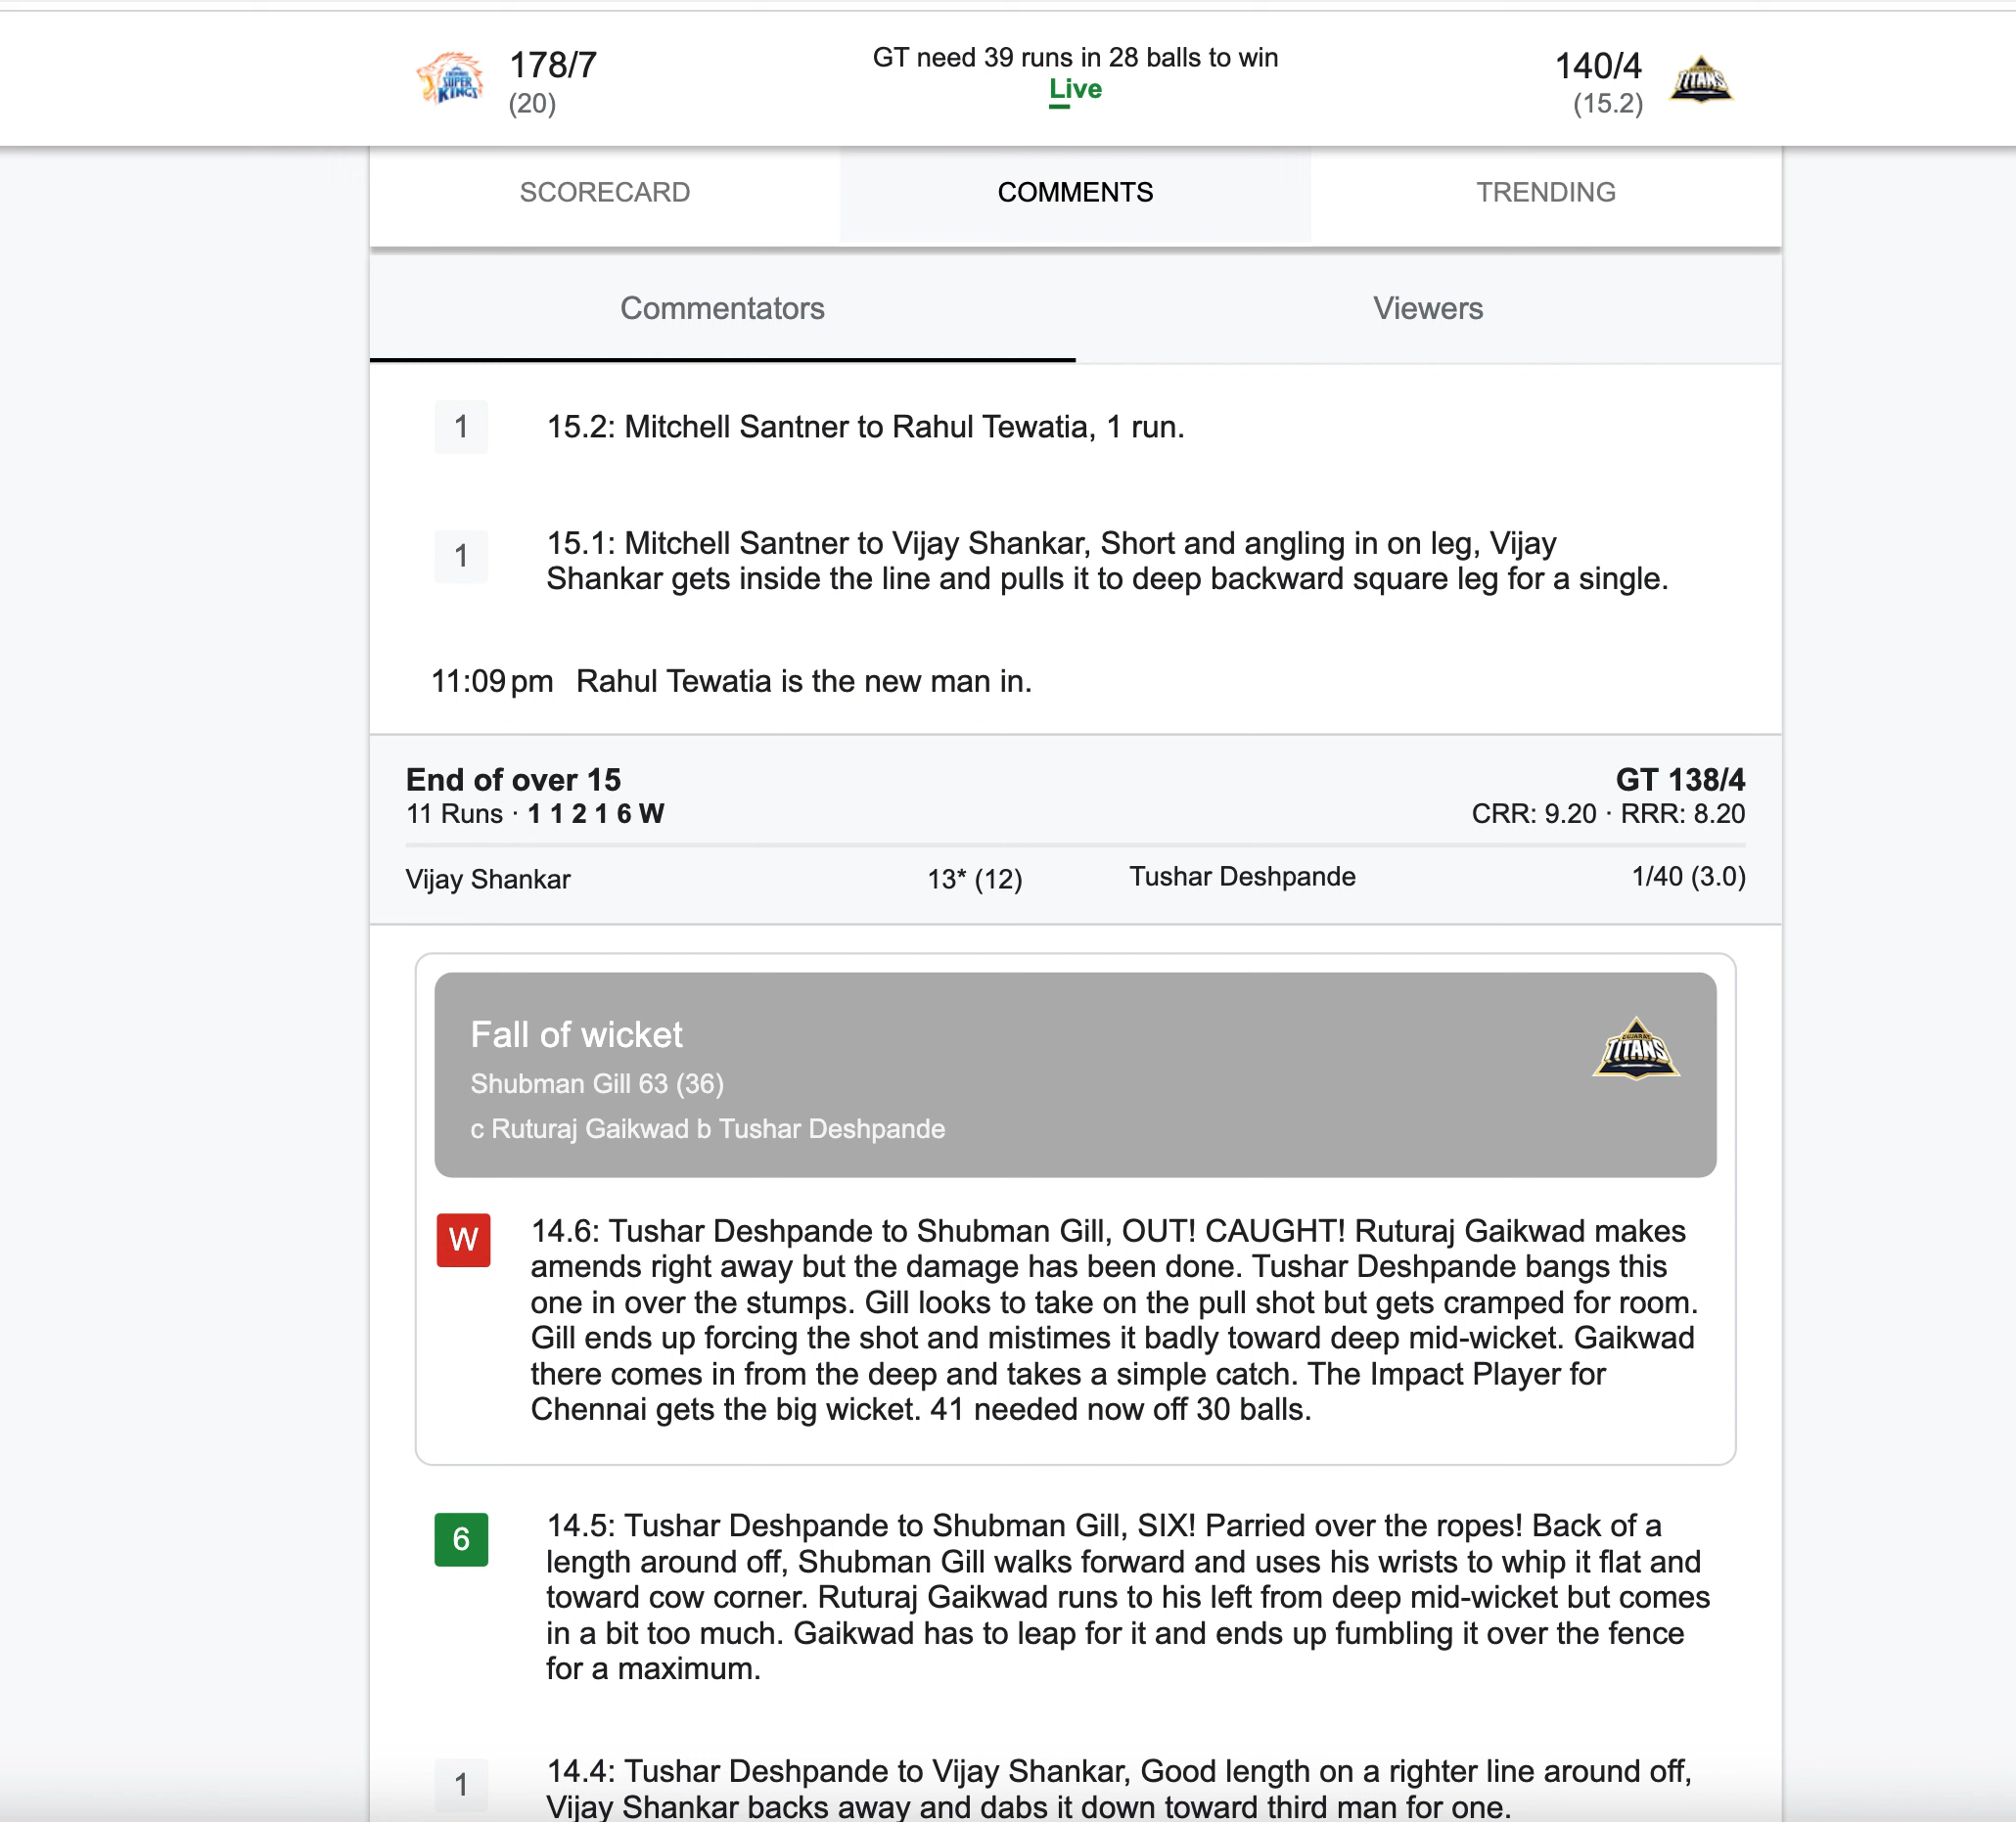 178/7
(20)
GT need 39 runs in 28 balls to win
Live
140/4
(15.2)
SUPER
KINGS
TITANS
SCORECARD
COMMENTS
TRENDING
Commentators
Viewers
1
15.2: Mitchell Santner to Rahul Tewatia, 1 run.
1
15.1: Mitchell Santner to Vijay Shankar, Short and angling in on leg, Vijay
Shankar gets inside the line and pulls it to deep backward square leg for a single.
11:09 pm Rahul Tewatia is the new man in.
End of over 15
GT 138/4
11 Runs · 1 1 2 1 6 W
CRR: 9.20 · RRR: 8.20
Vijay Shankar
13* (12)
Tushar Deshpande
1/40 (3.0)
Fall of wicket
Shubman Gill 63 (36)
c Ruturaj Gaikwad b Tushar Deshpande
TITANS
W
14.6: Tushar Deshpande to Shubman Gill, OUT! CAUGHT! Ruturaj Gaikwad makes
amends right away but the damage has been done. Tushar Deshpande bangs this
one in over the stumps. Gill looks to take on the pull shot but gets cramped for room.
Gill ends up forcing the shot and mistimes it badly toward deep mid-wicket. Gaikwad
there comes in from the deep and takes a simple catch. The Impact Player for
Chennai gets the big wicket. 41 needed now off 30 balls.
6
14.5: Tushar Deshpande to Shubman Gill, SIX! Parried over the ropes! Back of a
length around off, Shubman Gill walks forward and uses his wrists to whip it flat and
toward cow corner. Ruturaj Gaikwad runs to his left from deep mid-wicket but comes
in a bit too much. Gaikwad has to leap for it and ends up fumbling it over the fence
for a maximum.
1
14.4: Tushar Deshpande to Vijay Shankar, Good length on a righter line around off,
Vijay Shankar backs away and dabs it down toward third man for one.